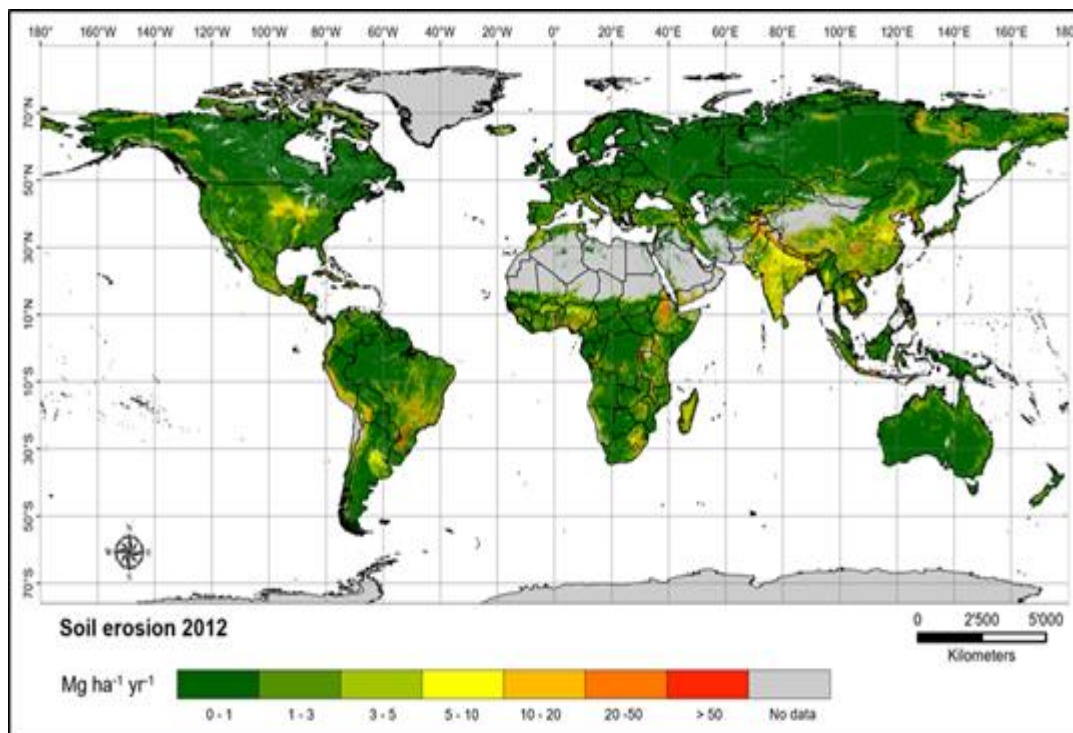 180° 160°W 140°W 120°W 100°W 80°W 60°W 40°W 20°W 0° 20°E 40°E 60°E 80°E 100°E 120°E 140°E 160°E 180
70°N
50°N
30°N
10°N
10°S
30°S
50°S
70°S
Soil erosion 2012
0 2'500 5'000
Kilometers
Mg ha⁻¹ yr⁻¹
0 - 1 1 - 3 3 - 5 5 - 10 10 - 20 20 -50 > 50 No data